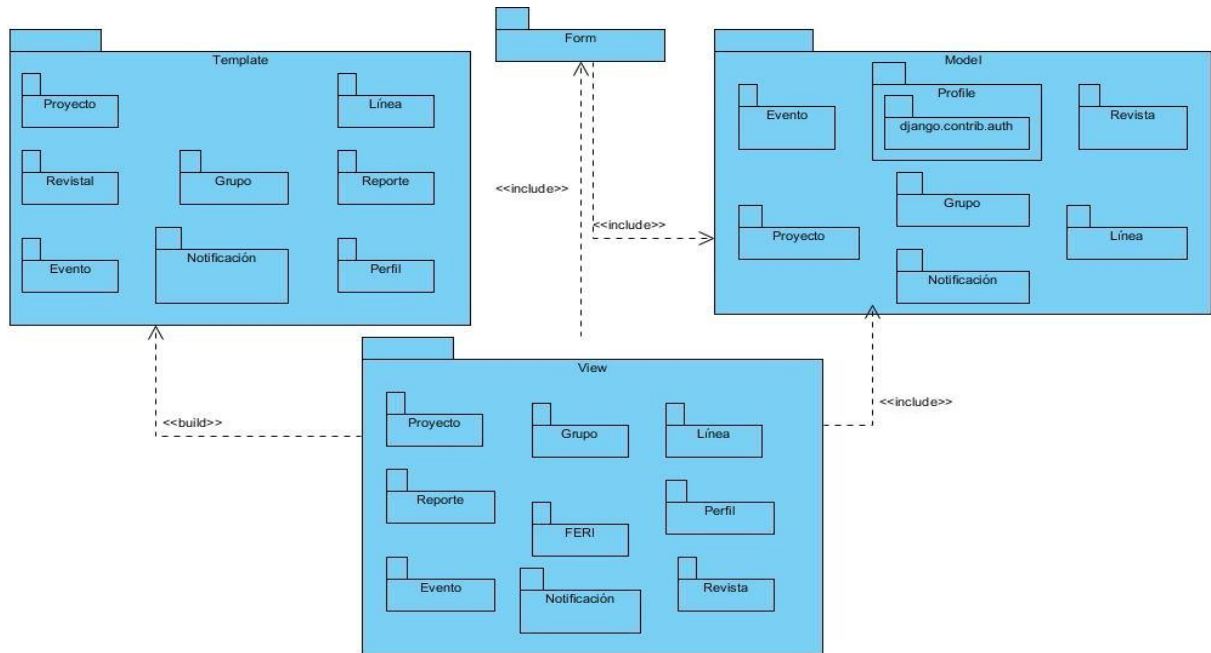 Template
Proyecto
Línea
Revistal
Grupo
Reporte
Evento
Notificación
Perfil
Form
<<include>>
<<include>>
Model
Evento
Profile
django.contrib.auth
Revista
Grupo
Proyecto
Línea
Notificación
<<build>>
<<include>>
View
Proyecto
Grupo
Línea
Reporte
FERI
Perfil
Evento
Notificación
Revista